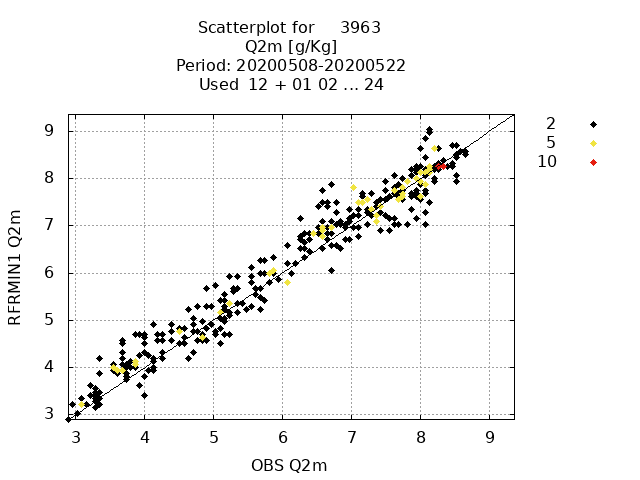 Scatterplot for 3963
Q2m [g/Kg]
Period: 20200508-20200522
Used 12 + 01 02 ... 24
2
5
10
9
8
7
6
5
4
3
RFRMIN1 Q2m
3 4 5 6 7 8 9
OBS Q2m